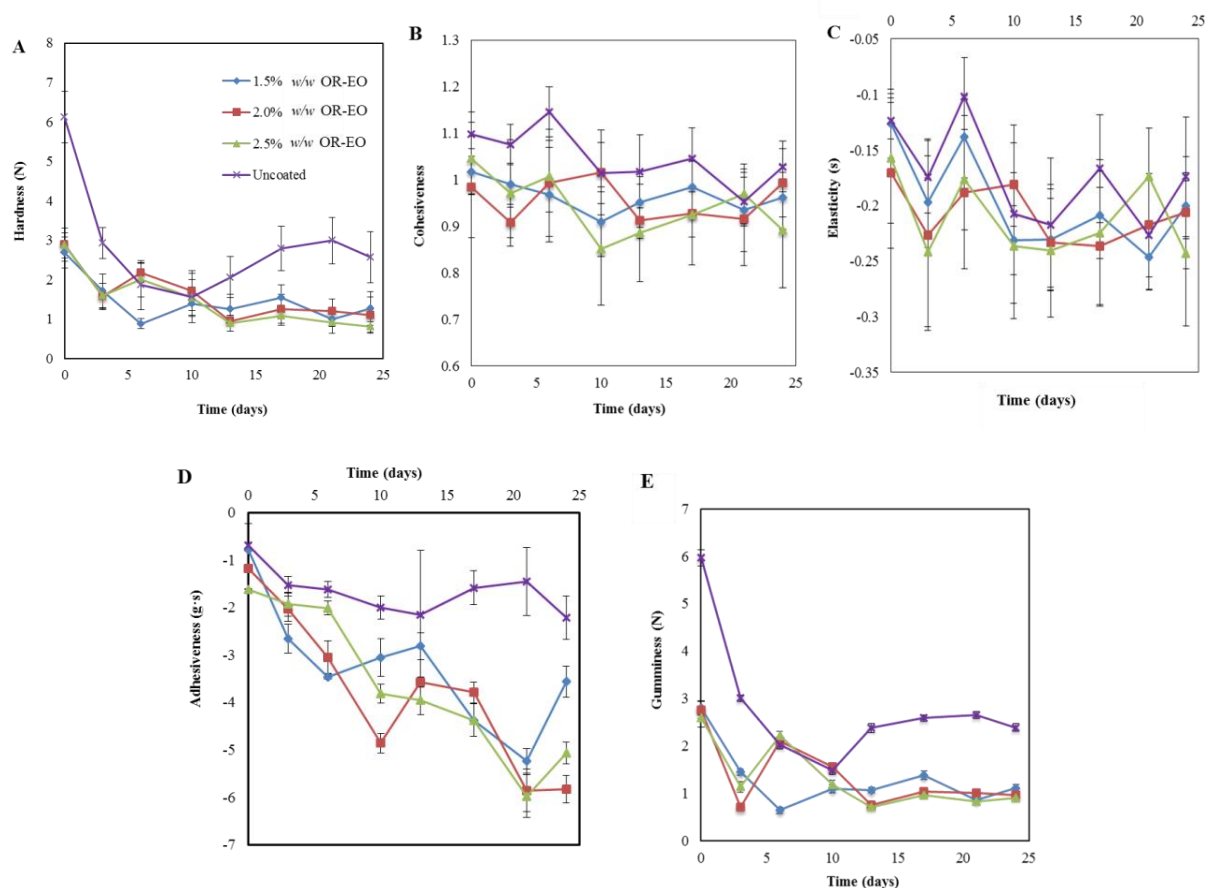 A
Hardness (N)
8
7
6
5
4
3
2
1
0
0 5 10 15 20 25
Time (days)
1.5% w/w OR-EO
2.0% w/w OR-EO
2.5% w/w OR-EO
Uncoated
B
Cohesiveness
1.3
1.2
1.1
1
0.9
0.8
0.7
0.6
0 5 10 15 20 25
Time (days)
C
0 5 10 15 20 25
Elasticity (s)
-0.05
-0.1
-0.15
-0.2
-0.25
-0.3
-0.35
Time (days)
D
Time (days)
0 5 10 15 20 25
Adhesiveness (g·s)
0
-1
-2
-3
-4
-5
-6
-7
E
Gumminess (N)
7
6
5
4
3
2
1
0
0 5 10 15 20 25
Time (days)